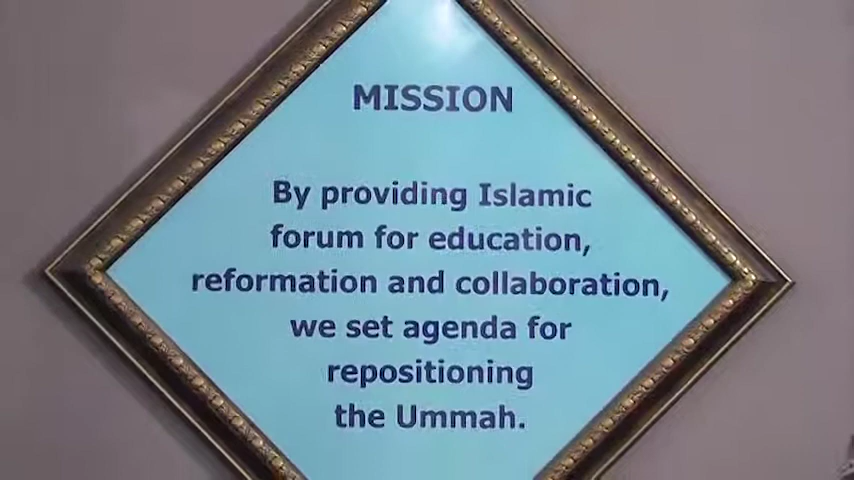 MISSION
By providing Islamic
forum for education,
reformation and collaboration,
we set agenda for
repositioning
the Ummah.